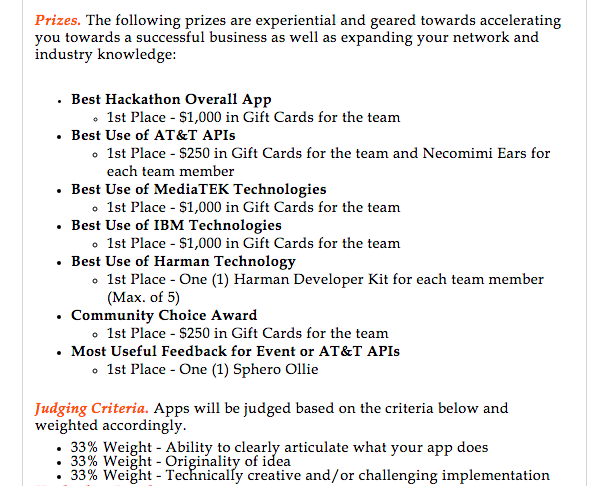 Prizes. The following prizes are experiential and geared towards accelerating
you towards a successful business as well as expanding your network and
industry knowledge:
• Best Hackathon Overall App
◦ 1st Place - $1,000 in Gift Cards for the team
• Best Use of AT&T APIs
◦ 1st Place - $250 in Gift Cards for the team and Necomimi Ears for
each team member
• Best Use of MediaTEK Technologies
◦ 1st Place - $1,000 in Gift Cards for the team
• Best Use of IBM Technologies
◦ 1st Place - $1,000 in Gift Cards for the team
• Best Use of Harman Technology
◦ 1st Place - One (1) Harman Developer Kit for each team member
(Max. of 5)
• Community Choice Award
◦ 1st Place - $250 in Gift Cards for the team
• Most Useful Feedback for Event or AT&T APIs
◦ 1st Place - One (1) Sphero Ollie
Judging Criteria. Apps will be judged based on the criteria below and
weighted accordingly.
• 33% Weight - Ability to clearly articulate what your app does
• 33% Weight - Originality of idea
• 33% Weight - Technically creative and/or challenging implementation